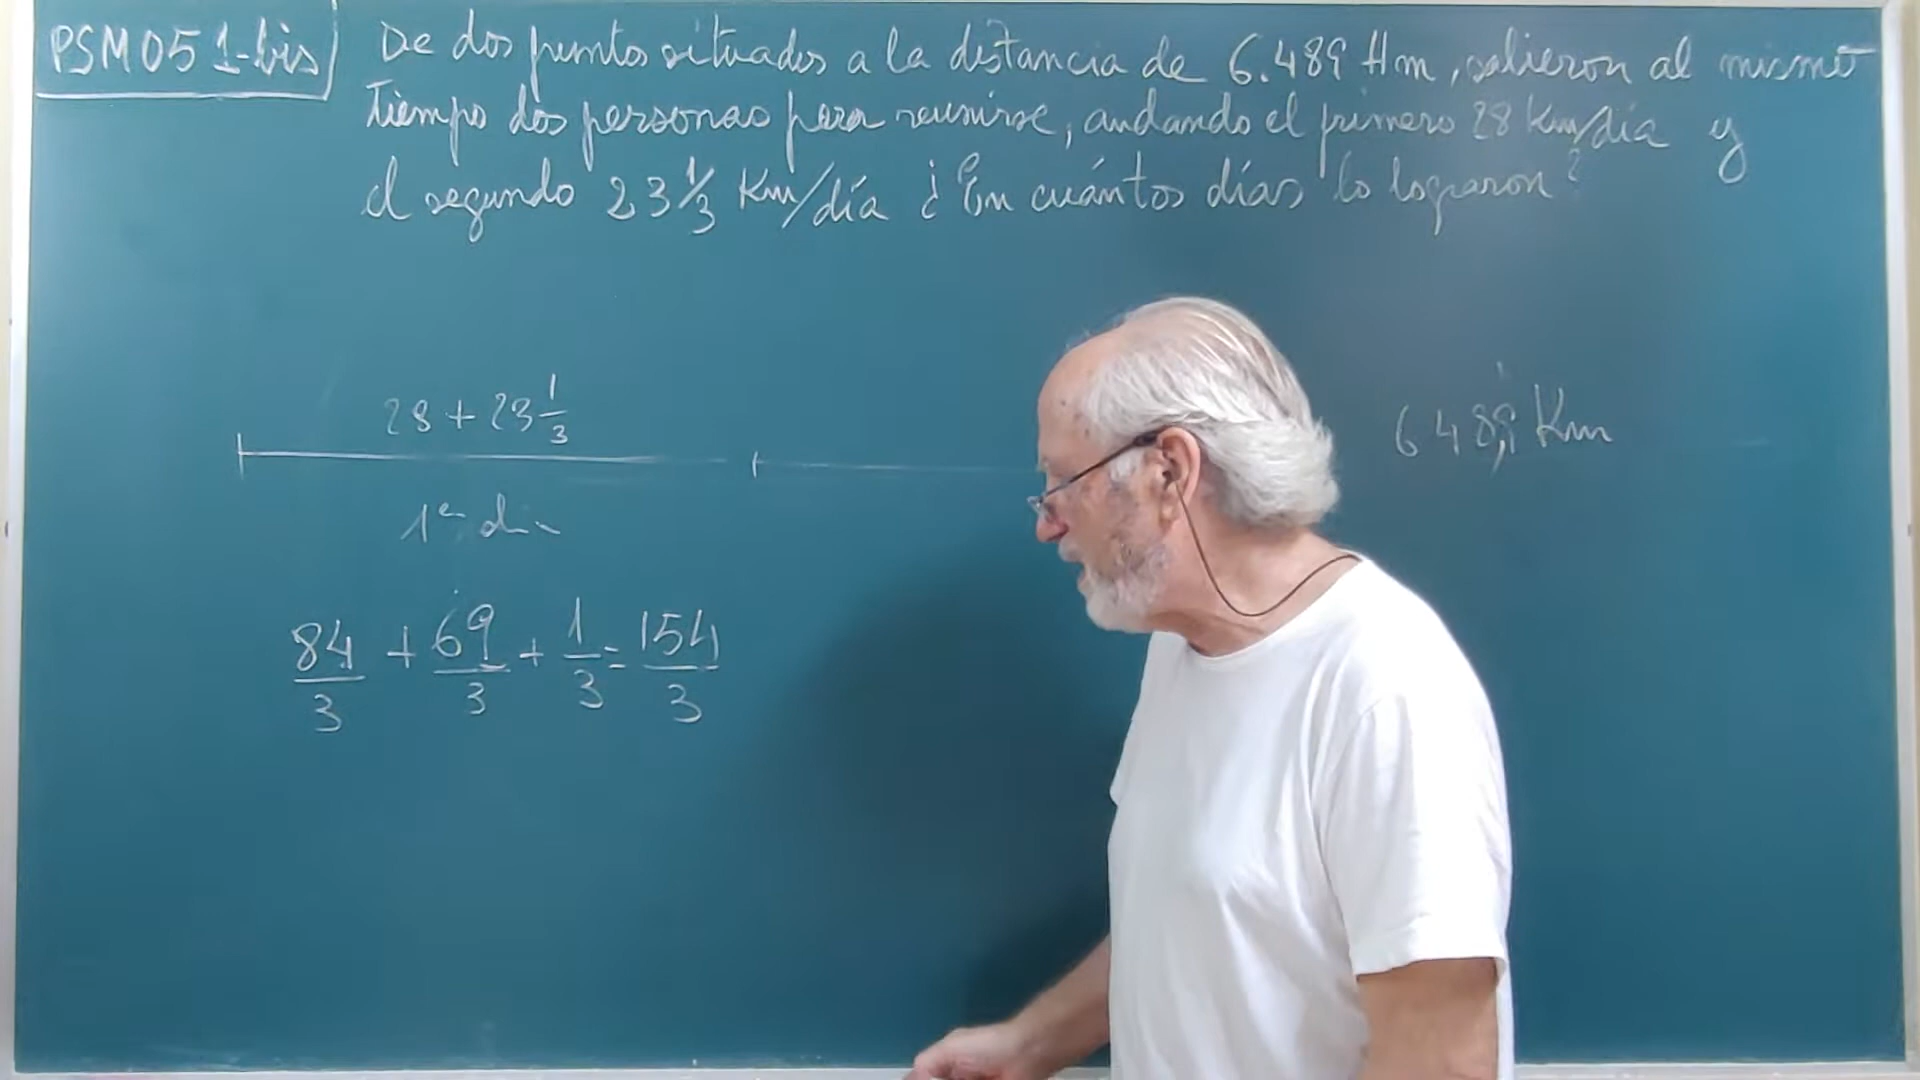 PSM051-bis
De dos puntos situados a la distancia de 6.489 Hm, salieron al mismo
tiempo dos personas para reunirse, andando el primero 28 Km/día y
el segundo 23 1/3 Km/día ¿En cuántos días lo lograron?
28 + 23 1/3
648,9 Km
1er día
84/3 + 69/3 + 1/3 = 154/3